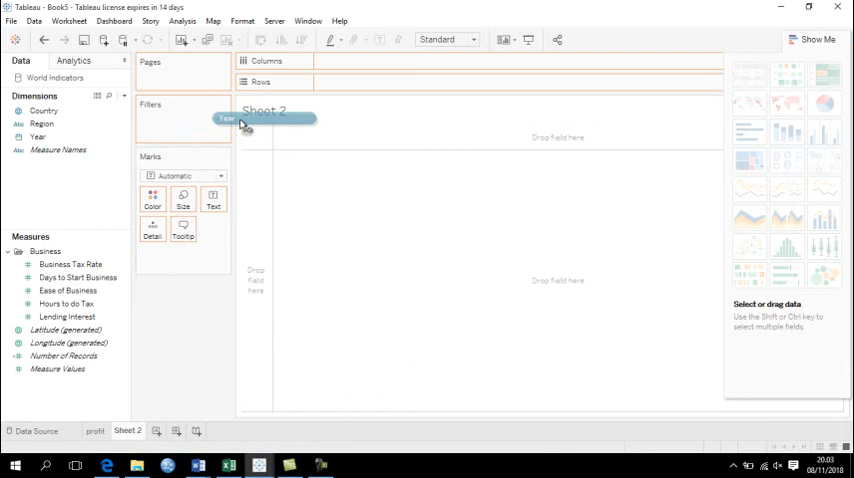 Tableau - Book5 - Tableau license expires in 14 days
File Data Worksheet Dashboard Story Analysis Map Format Server Window Help
Standard
Show Me
Data Analytics
Pages
Columns
World Indicators
Rows
Dimensions
Filters
Sheet 2
Country
Year
Abc Region
Year
Drop field here
Abc Measure Names
Marks
Automatic
Color Size Text
Detail Tooltip
Measures
Business
Business Tax Rate
Days to Start Business
Ease of Business
Hours to do Tax
Lending Interest
Latitude (generated)
Longitude (generated)
Number of Records
Measure Values
Drop
field
here
Drop field here
Select or drag data
Use the Shift or Ctrl key to
select multiple fields
Data Source profit Sheet 2
20.03
08/11/2018